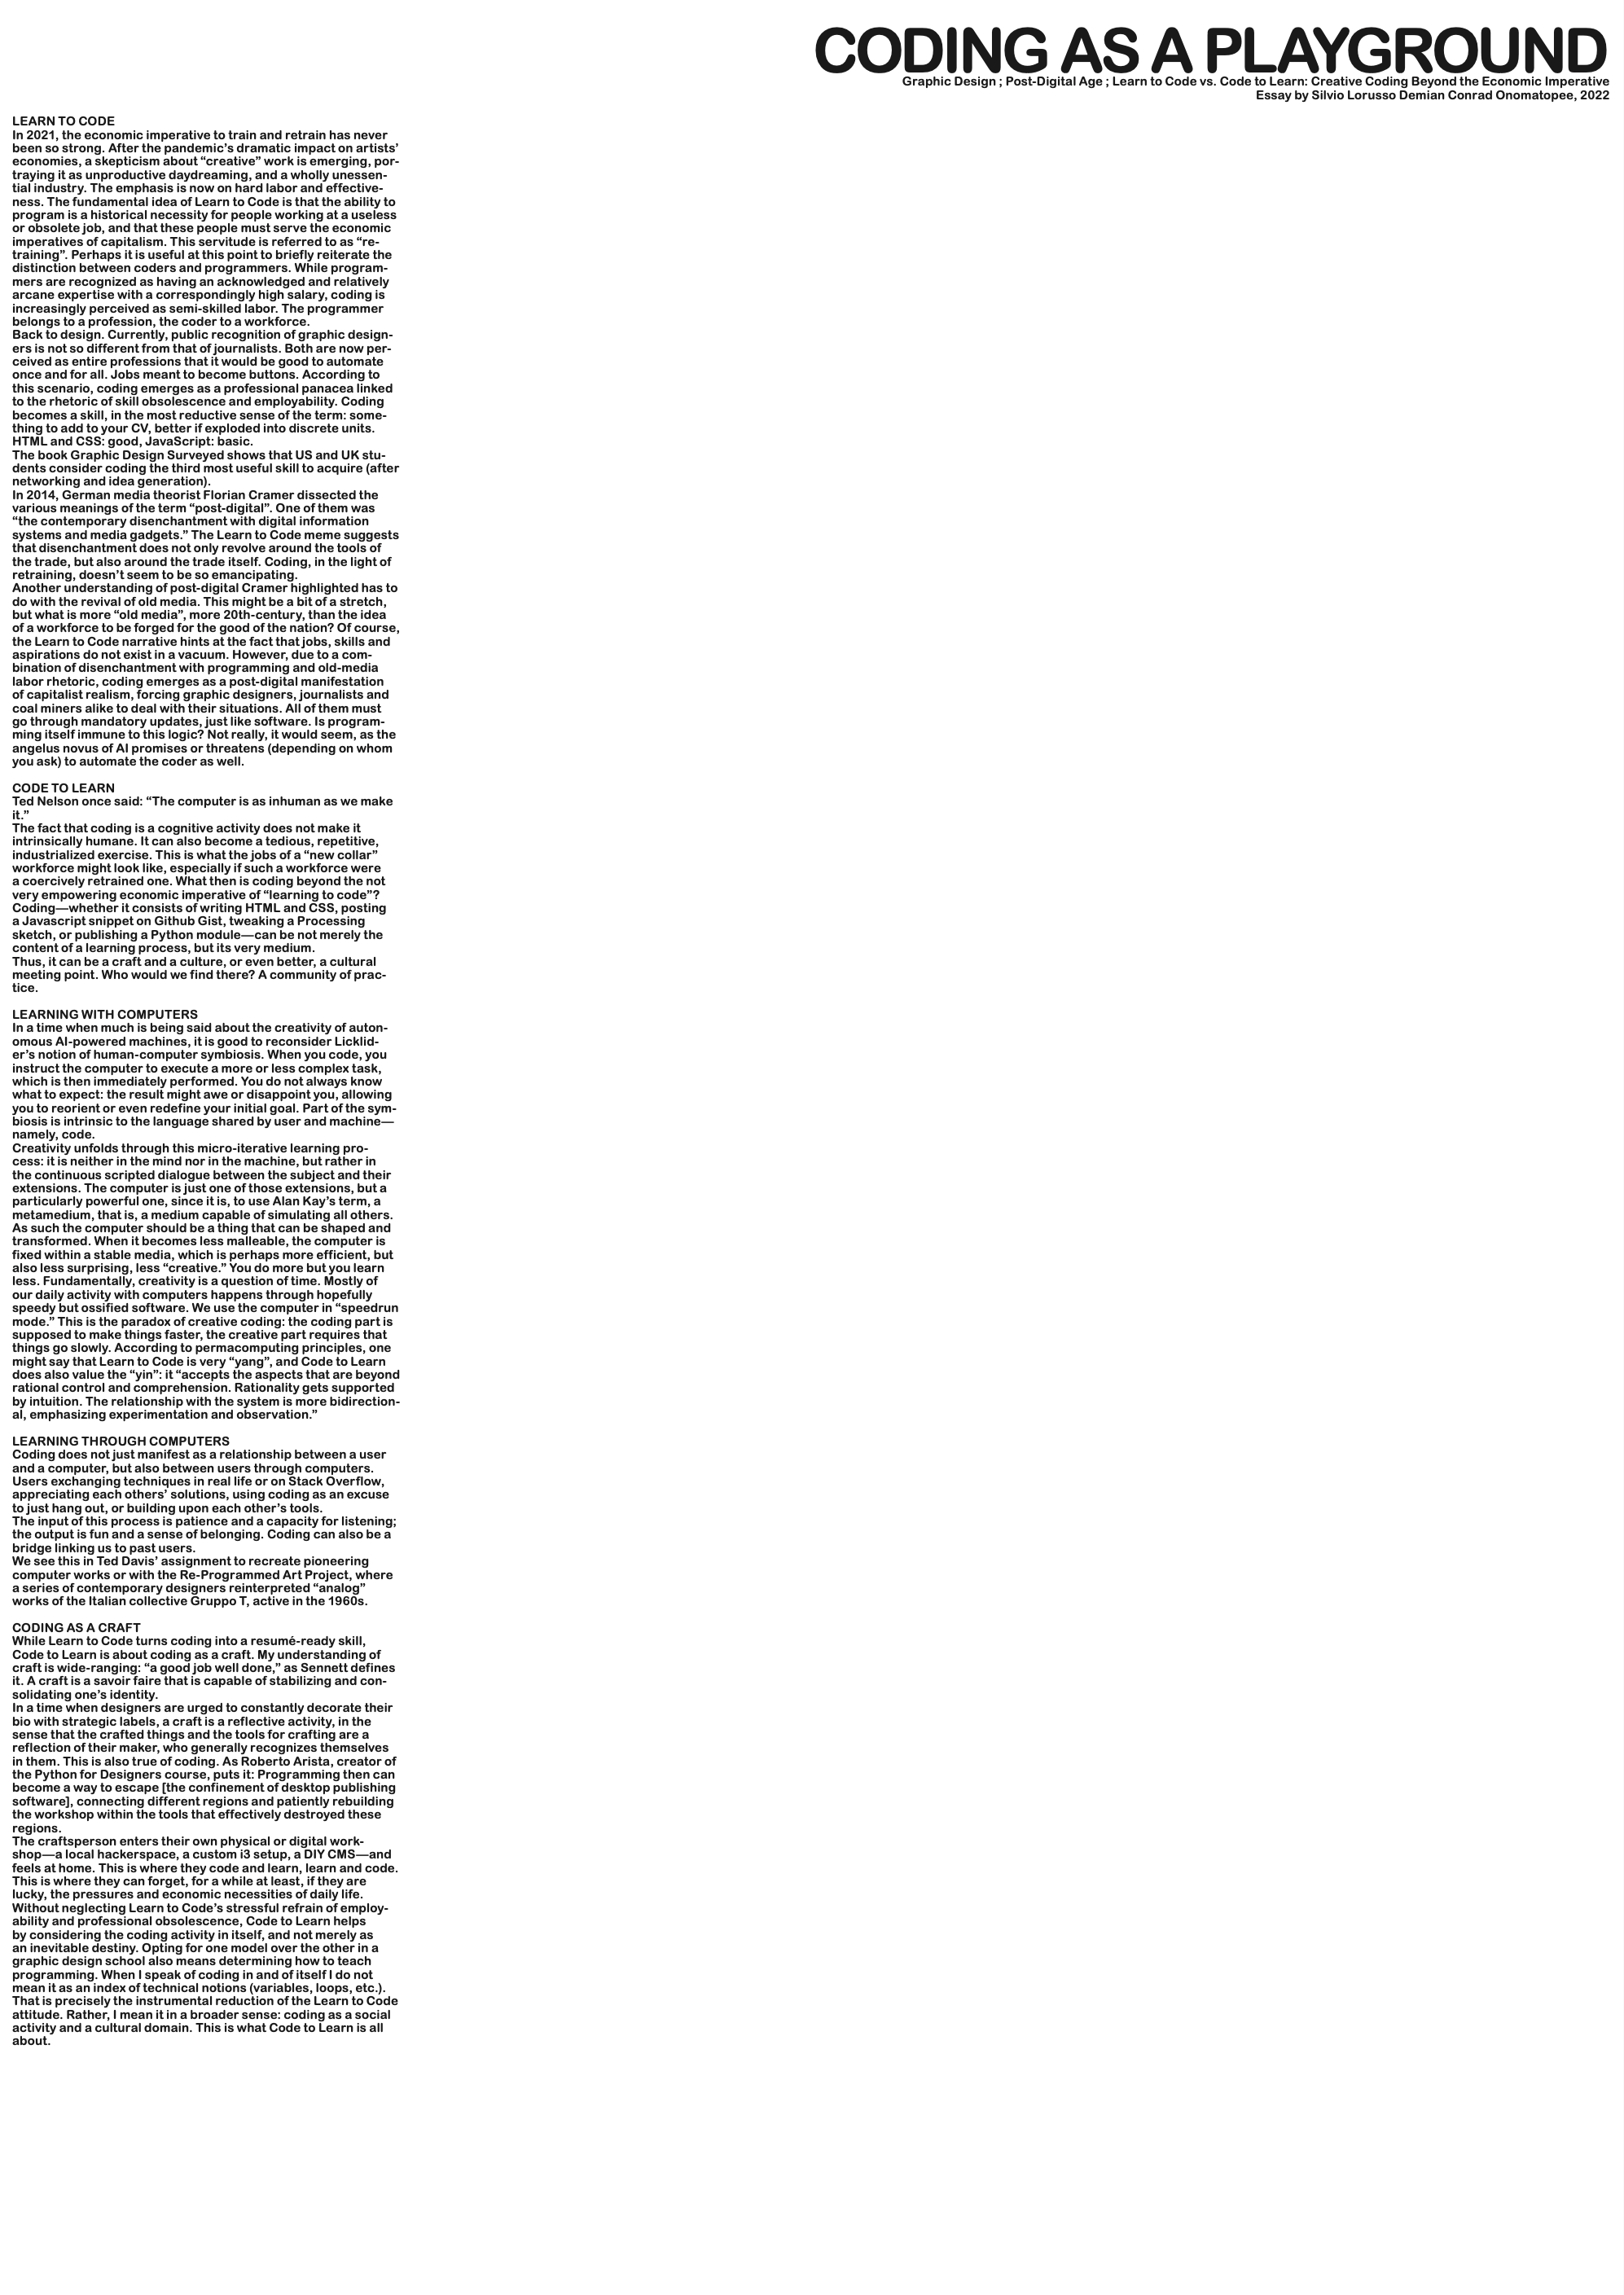 CODING AS A PLAYGROUND
Graphic Design ; Post-Digital Age ; Learn to Code vs. Code to Learn: Creative Coding Beyond the Economic Imperative
Essay by Silvio Lorusso Demian Conrad Onomatopee, 2022
LEARN TO CODE
In 2021, the economic imperative to train and retrain has never
been so strong. After the pandemic’s dramatic impact on artists’
economies, a skepticism about “creative” work is emerging, por-
traying it as unproductive daydreaming, and a wholly unessen-
tial industry. The emphasis is now on hard labor and effective-
ness. The fundamental idea of Learn to Code is that the ability to
program is a historical necessity for people working at a useless
or obsolete job, and that these people must serve the economic
imperatives of capitalism. This servitude is referred to as “re-
training”. Perhaps it is useful at this point to briefly reiterate the
distinction between coders and programmers. While program-
mers are recognized as having an acknowledged and relatively
arcane expertise with a correspondingly high salary, coding is
increasingly perceived as semi-skilled labor. The programmer
belongs to a profession, the coder to a workforce.
Back to design. Currently, public recognition of graphic design-
ers is not so different from that of journalists. Both are now per-
ceived as entire professions that it would be good to automate
once and for all. Jobs meant to become buttons. According to
this scenario, coding emerges as a professional panacea linked
to the rhetoric of skill obsolescence and employability. Coding
becomes a skill, in the most reductive sense of the term: some-
thing to add to your CV, better if exploded into discrete units.
HTML and CSS: good, JavaScript: basic.
The book Graphic Design Surveyed shows that US and UK stu-
dents consider coding the third most useful skill to acquire (after
networking and idea generation).
In 2014, German media theorist Florian Cramer dissected the
various meanings of the term “post-digital”. One of them was
“the contemporary disenchantment with digital information
systems and media gadgets.” The Learn to Code meme suggests
that disenchantment does not only revolve around the tools of
the trade, but also around the trade itself. Coding, in the light of
retraining, doesn’t seem to be so emancipating.
Another understanding of post-digital Cramer highlighted has to
do with the revival of old media. This might be a bit of a stretch,
but what is more “old media”, more 20th-century, than the idea
of a workforce to be forged for the good of the nation? Of course,
the Learn to Code narrative hints at the fact that jobs, skills and
aspirations do not exist in a vacuum. However, due to a com-
bination of disenchantment with programming and old-media
labor rhetoric, coding emerges as a post-digital manifestation
of capitalist realism, forcing graphic designers, journalists and
coal miners alike to deal with their situations. All of them must
go through mandatory updates, just like software. Is program-
ming itself immune to this logic? Not really, it would seem, as the
angelus novus of AI promises or threatens (depending on whom
you ask) to automate the coder as well.
CODE TO LEARN
Ted Nelson once said: “The computer is as inhuman as we make
it.”
The fact that coding is a cognitive activity does not make it
intrinsically humane. It can also become a tedious, repetitive,
industrialized exercise. This is what the jobs of a “new collar”
workforce might look like, especially if such a workforce were
a coercively retrained one. What then is coding beyond the not
very empowering economic imperative of “learning to code”?
Coding—whether it consists of writing HTML and CSS, posting
a Javascript snippet on Github Gist, tweaking a Processing
sketch, or publishing a Python module—can be not merely the
content of a learning process, but its very medium.
Thus, it can be a craft and a culture, or even better, a cultural
meeting point. Who would we find there? A community of prac-
tice.
LEARNING WITH COMPUTERS
In a time when much is being said about the creativity of auton-
omous AI-powered machines, it is good to reconsider Licklid-
er’s notion of human-computer symbiosis. When you code, you
instruct the computer to execute a more or less complex task,
which is then immediately performed. You do not always know
what to expect: the result might awe or disappoint you, allowing
you to reorient or even redefine your initial goal. Part of the sym-
biosis is intrinsic to the language shared by user and machine—
namely, code.
Creativity unfolds through this micro-iterative learning pro-
cess: it is neither in the mind nor in the machine, but rather in
the continuous scripted dialogue between the subject and their
extensions. The computer is just one of those extensions, but a
particularly powerful one, since it is, to use Alan Kay’s term, a
metamedium, that is, a medium capable of simulating all others.
As such the computer should be a thing that can be shaped and
transformed. When it becomes less malleable, the computer is
fixed within a stable media, which is perhaps more efficient, but
also less surprising, less “creative.” You do more but you learn
less. Fundamentally, creativity is a question of time. Mostly of
our daily activity with computers happens through hopefully
speedy but ossified software. We use the computer in “speedrun
mode.” This is the paradox of creative coding: the coding part is
supposed to make things faster, the creative part requires that
things go slowly. According to permacomputing principles, one
might say that Learn to Code is very “yang”, and Code to Learn
does also value the “yin”: it “accepts the aspects that are beyond
rational control and comprehension. Rationality gets supported
by intuition. The relationship with the system is more bidirection-
al, emphasizing experimentation and observation.”
LEARNING THROUGH COMPUTERS
Coding does not just manifest as a relationship between a user
and a computer, but also between users through computers.
Users exchanging techniques in real life or on Stack Overflow,
appreciating each others’ solutions, using coding as an excuse
to just hang out, or building upon each other’s tools.
The input of this process is patience and a capacity for listening;
the output is fun and a sense of belonging. Coding can also be a
bridge linking us to past users.
We see this in Ted Davis’ assignment to recreate pioneering
computer works or with the Re-Programmed Art Project, where
a series of contemporary designers reinterpreted “analog”
works of the Italian collective Gruppo T, active in the 1960s.
CODING AS A CRAFT
While Learn to Code turns coding into a resumé-ready skill,
Code to Learn is about coding as a craft. My understanding of
craft is wide-ranging: “a good job well done,” as Sennett defines
it. A craft is a savoir faire that is capable of stabilizing and con-
solidating one’s identity.
In a time when designers are urged to constantly decorate their
bio with strategic labels, a craft is a reflective activity, in the
sense that the crafted things and the tools for crafting are a
reflection of their maker, who generally recognizes themselves
in them. This is also true of coding. As Roberto Arista, creator of
the Python for Designers course, puts it: Programming then can
become a way to escape [the confinement of desktop publishing
software], connecting different regions and patiently rebuilding
the workshop within the tools that effectively destroyed these
regions.
The craftsperson enters their own physical or digital work-
shop—a local hackerspace, a custom i3 setup, a DIY CMS—and
feels at home. This is where they code and learn, learn and code.
This is where they can forget, for a while at least, if they are
lucky, the pressures and economic necessities of daily life.
Without neglecting Learn to Code’s stressful refrain of employ-
ability and professional obsolescence, Code to Learn helps
by considering the coding activity in itself, and not merely as
an inevitable destiny. Opting for one model over the other in a
graphic design school also means determining how to teach
programming. When I speak of coding in and of itself I do not
mean it as an index of technical notions (variables, loops, etc.).
That is precisely the instrumental reduction of the Learn to Code
attitude. Rather, I mean it in a broader sense: coding as a social
activity and a cultural domain. This is what Code to Learn is all
about.